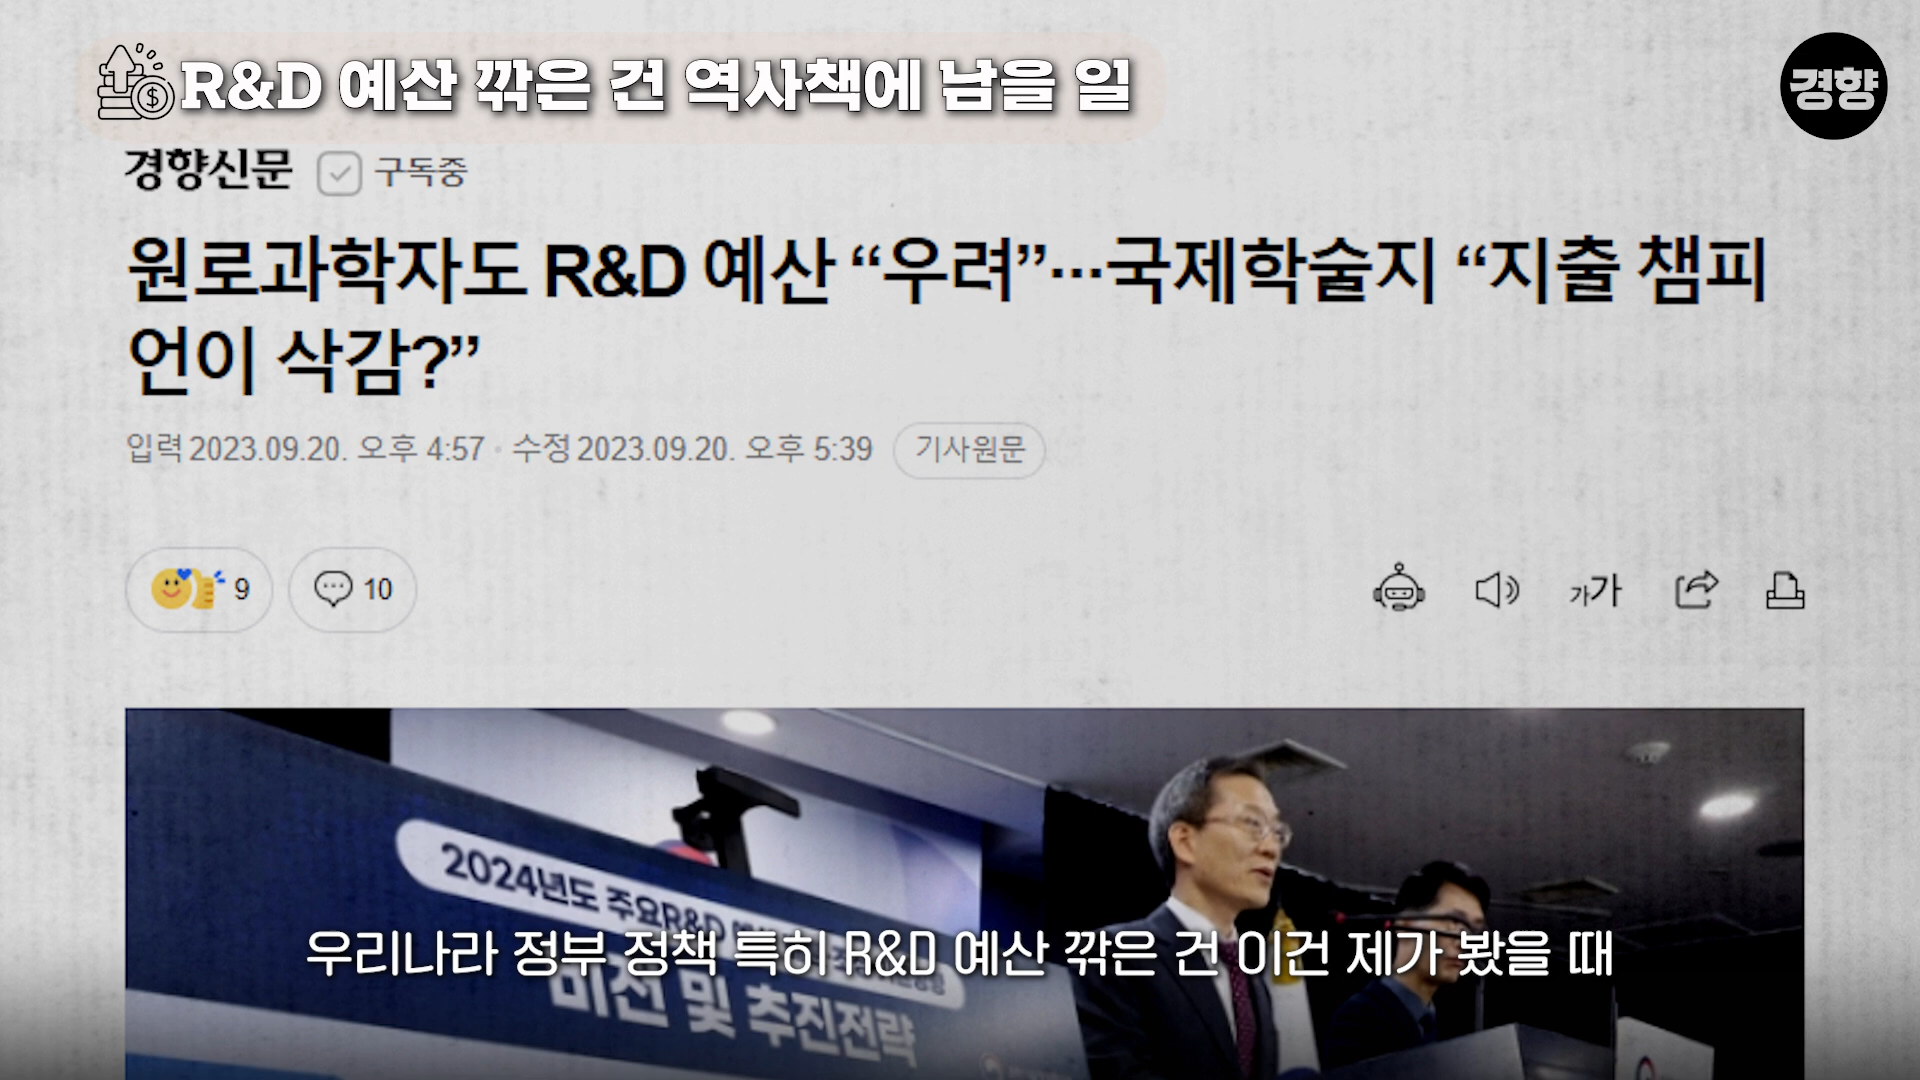 R&D 예산 깎은 건 역사책에 남을 일
경향
경향신문 구독중
원로과학자도 R&D 예산 “우려”…국제학술지 “지출 챔피
언이 삭감?”
입력 2023.09.20. 오후 4:57 · 수정 2023.09.20. 오후 5:39 기사원문
9 10 가가
2024년도 주요R&D
우리나라 정부 정책 특히 R&D 예산 깎은 건 이건 제가 봤을 때
비전 및 추진전략